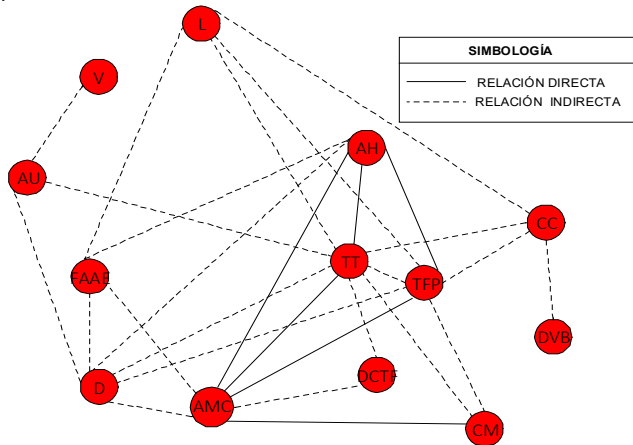 L
SIMBOLOGÍA
RELACIÓN DIRECTA
RELACIÓN INDIRECTA
V
AH
AU
CC
TT
FAAE
TFP
DVB
DCTF
D
AMC
CM